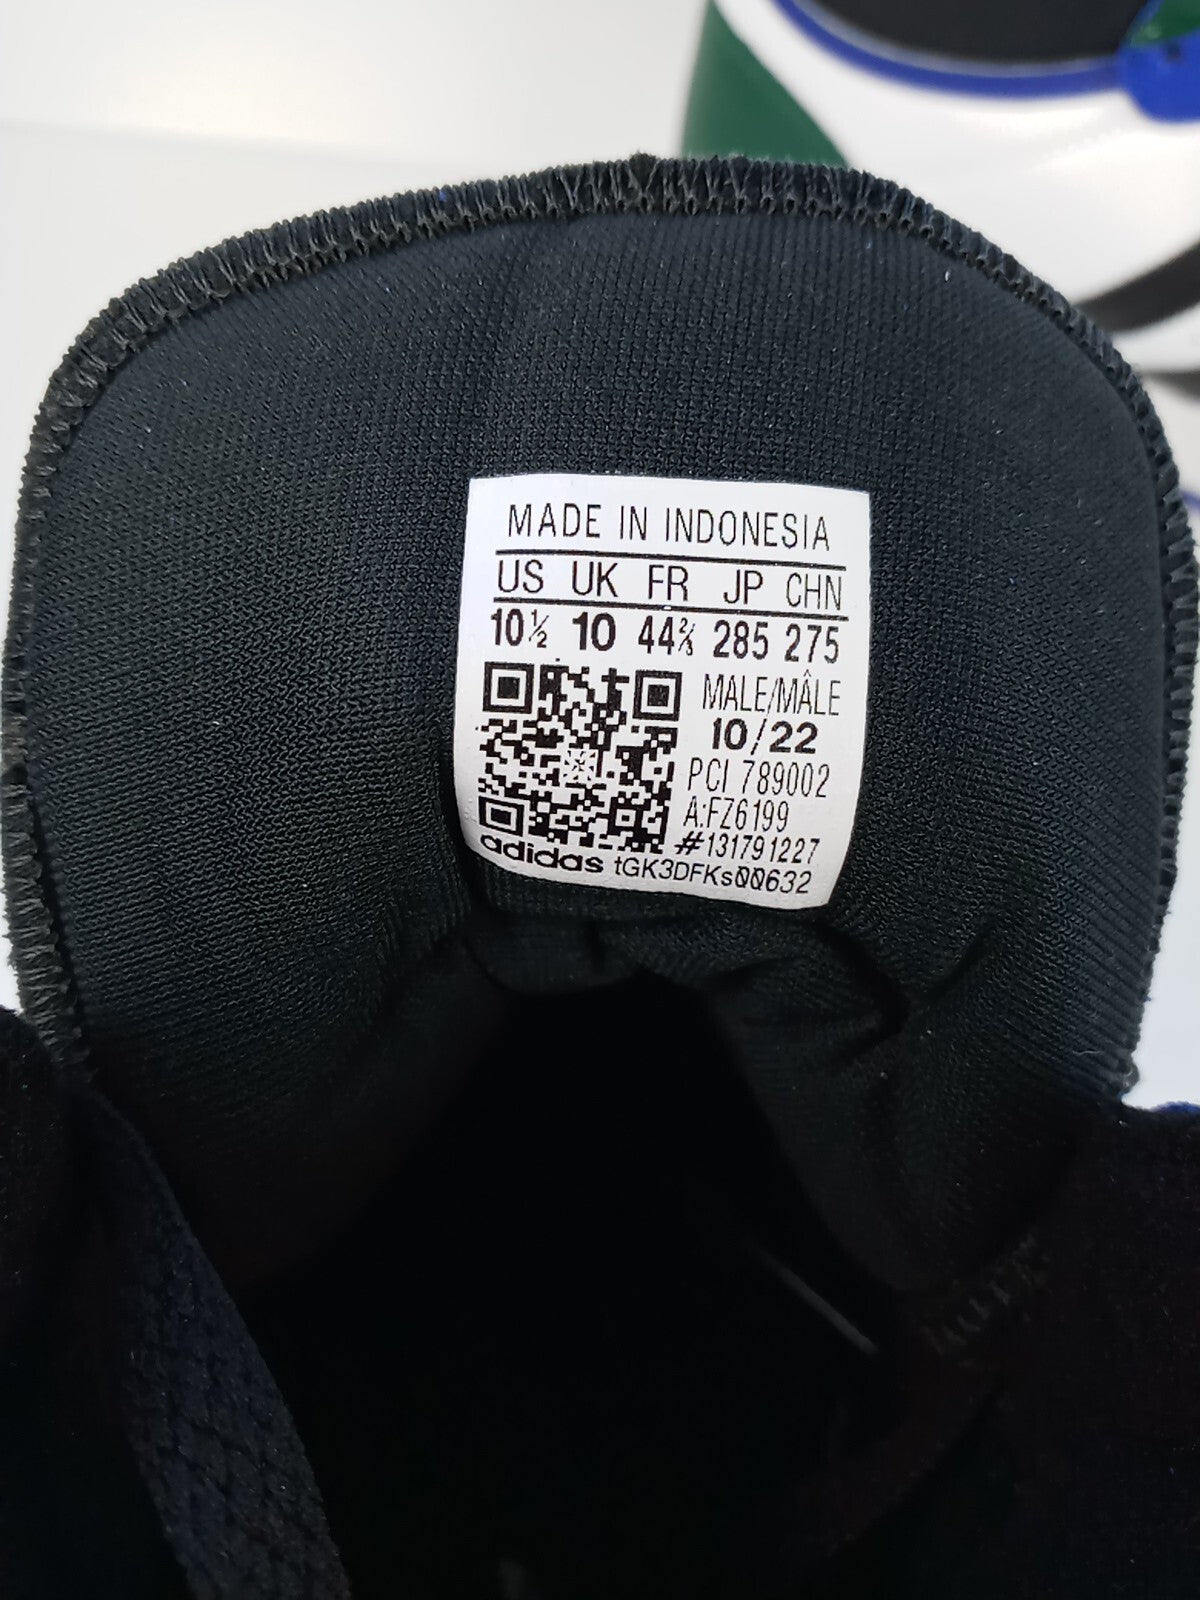 MADE IN INDONESIA
US UK FR JP CHN
10½ 10 44⅔ 285 275
MALE/MÂLE
10/22
PCI 789002
A:FZ6199
#131791227
adidas tGK3DFKs00632